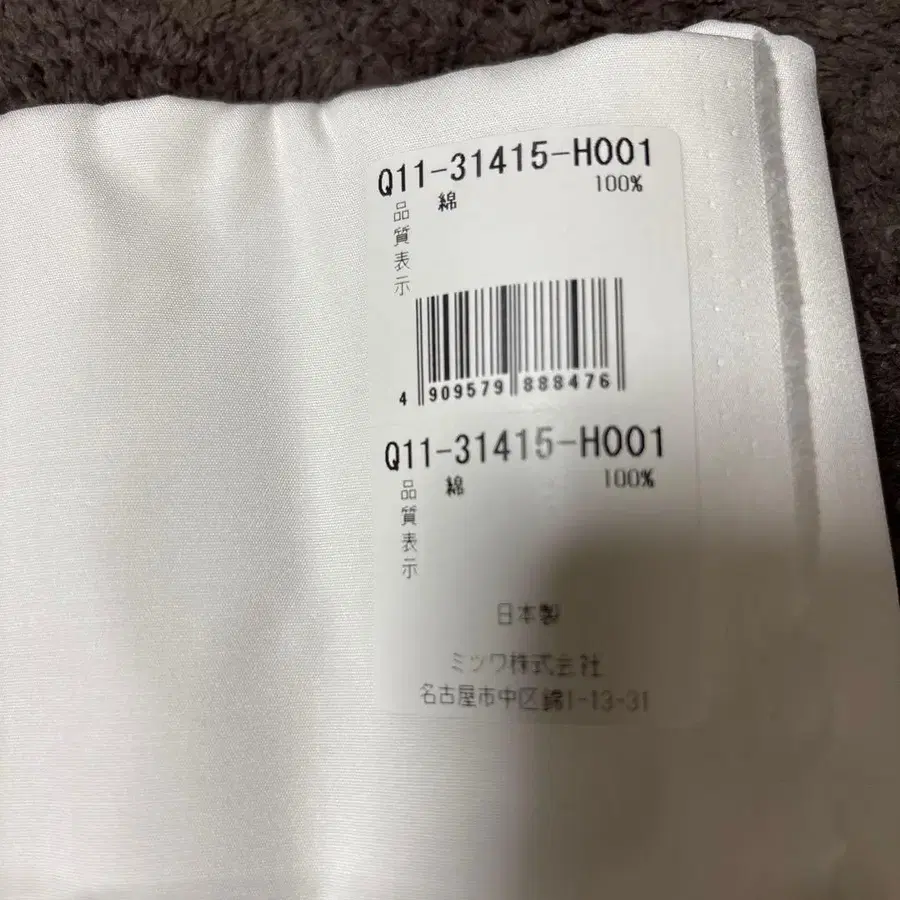 Q11-31415-H001
品質表示
綿 100%
4 909579 888476
Q11-31415-H001
品質表示
綿 100%
日本製
ミツワ株式会社
名古屋市中区錦1-13-31